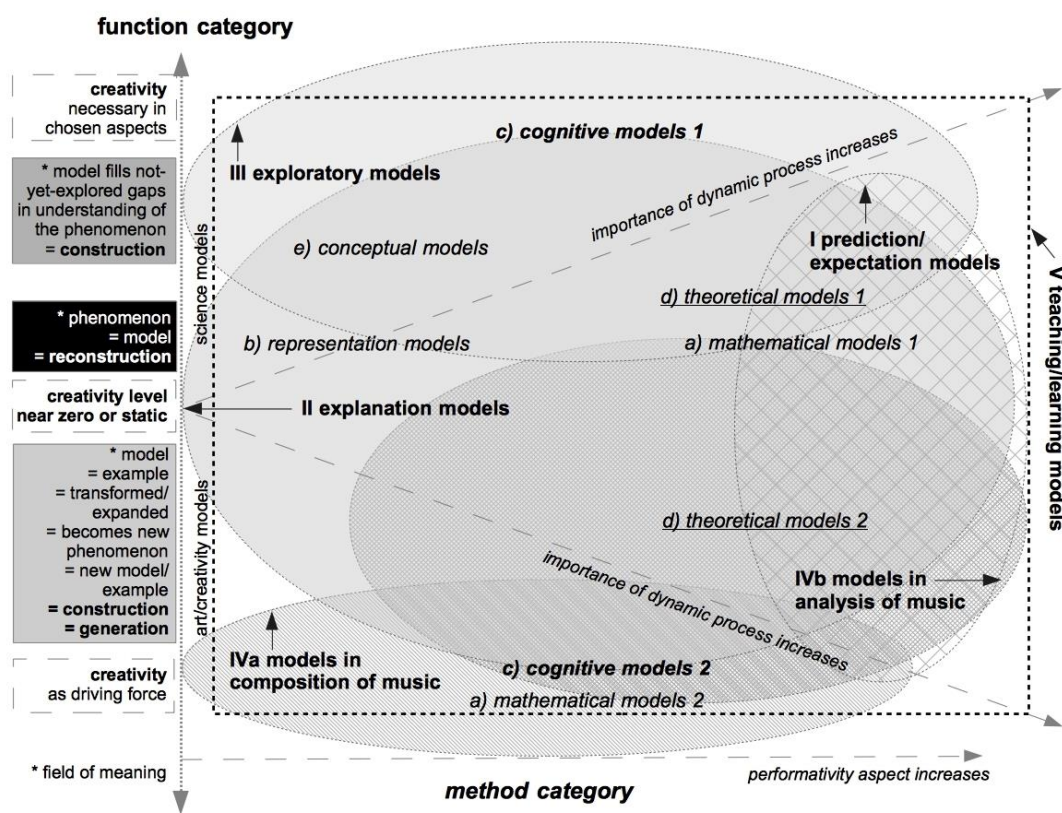 function category
creativity
necessary in
chosen aspects
* model fills not-
yet-explored gaps
in understanding of
the phenomenon
= construction
* phenomenon
= model
= reconstruction
creativity level
near zero or static
* model
= example
= transformed/
expanded
= becomes new
phenomenon
= new model/
example
= construction
= generation
creativity
as driving force
* field of meaning
science models
art/creativity models
c) cognitive models 1
III exploratory models
importance of dynamic process increases
I prediction/
expectation models
e) conceptual models
d) theoretical models 1
b) representation models
a) mathematical models 1
II explanation models
V teaching/learning models
d) theoretical models 2
importance of dynamic process increases
IVb models in
analysis of music
IVa models in
composition of music
c) cognitive models 2
a) mathematical models 2
performativity aspect increases
method category